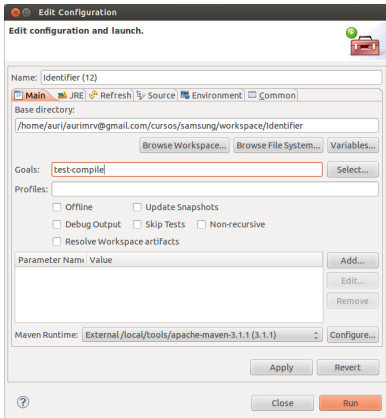 Edit Configuration
Edit configuration and launch.
Name: Identifier (12)
Main JRE Refresh Source Environment Common
Base directory:
/home/auri/aurimrv@gmail.com/cursos/samsung/workspace/Identifier
Browse Workspace... Browse File System... Variables...
Goals: test-compile Select...
Profiles:
Offline Update Snapshots
Debug Output Skip Tests Non-recursive
Resolve Workspace artifacts
Parameter Name Value Add...
Edit...
Remove
Maven Runtime: External /local/tools/apache-maven-3.1.1 (3.1.1) Configure...
Apply Revert
? Close Run